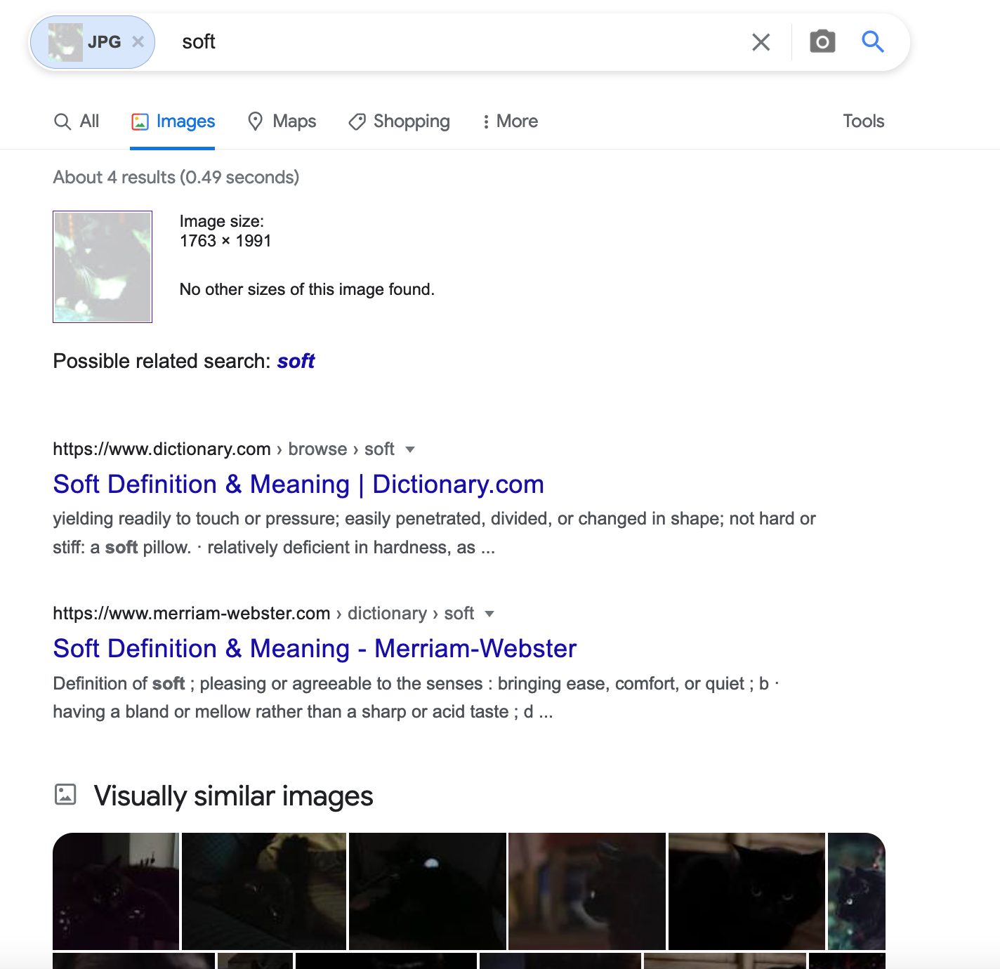 JPG × soft
All Images Maps Shopping More Tools
About 4 results (0.49 seconds)
Image size:
1763 × 1991
No other sizes of this image found.
Possible related search: soft
https://www.dictionary.com › browse › soft
Soft Definition & Meaning | Dictionary.com
yielding readily to touch or pressure; easily penetrated, divided, or changed in shape; not hard or
stiff: a soft pillow. · relatively deficient in hardness, as ...
https://www.merriam-webster.com › dictionary › soft
Soft Definition & Meaning - Merriam-Webster
Definition of soft ; pleasing or agreeable to the senses : bringing ease, comfort, or quiet ; b ·
having a bland or mellow rather than a sharp or acid taste ; d ...
Visually similar images